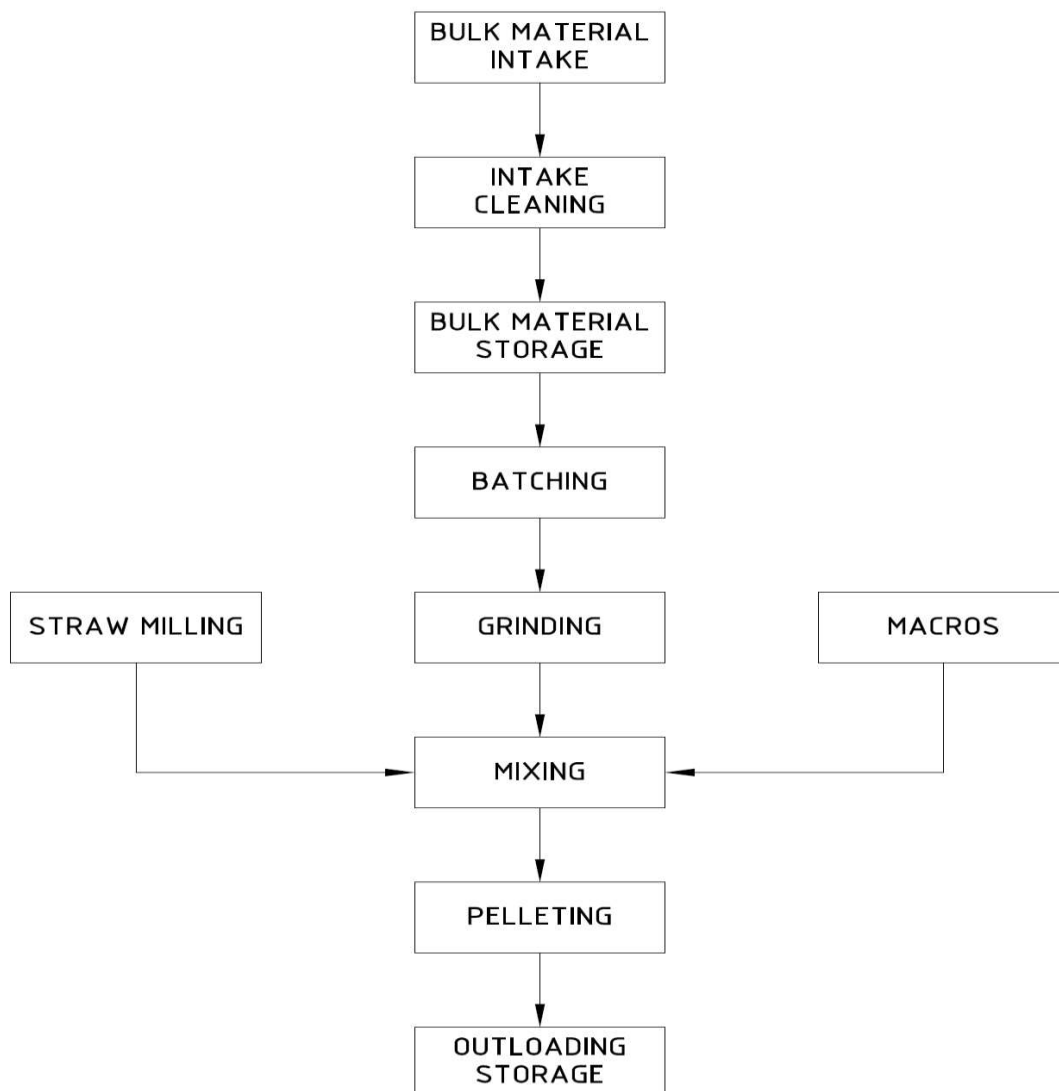 BULK MATERIAL
INTAKE
INTAKE
CLEANING
BULK MATERIAL
STORAGE
BATCHING
STRAW MILLING
GRINDING
MACROS
MIXING
PELLETING
OUTLOADING
STORAGE